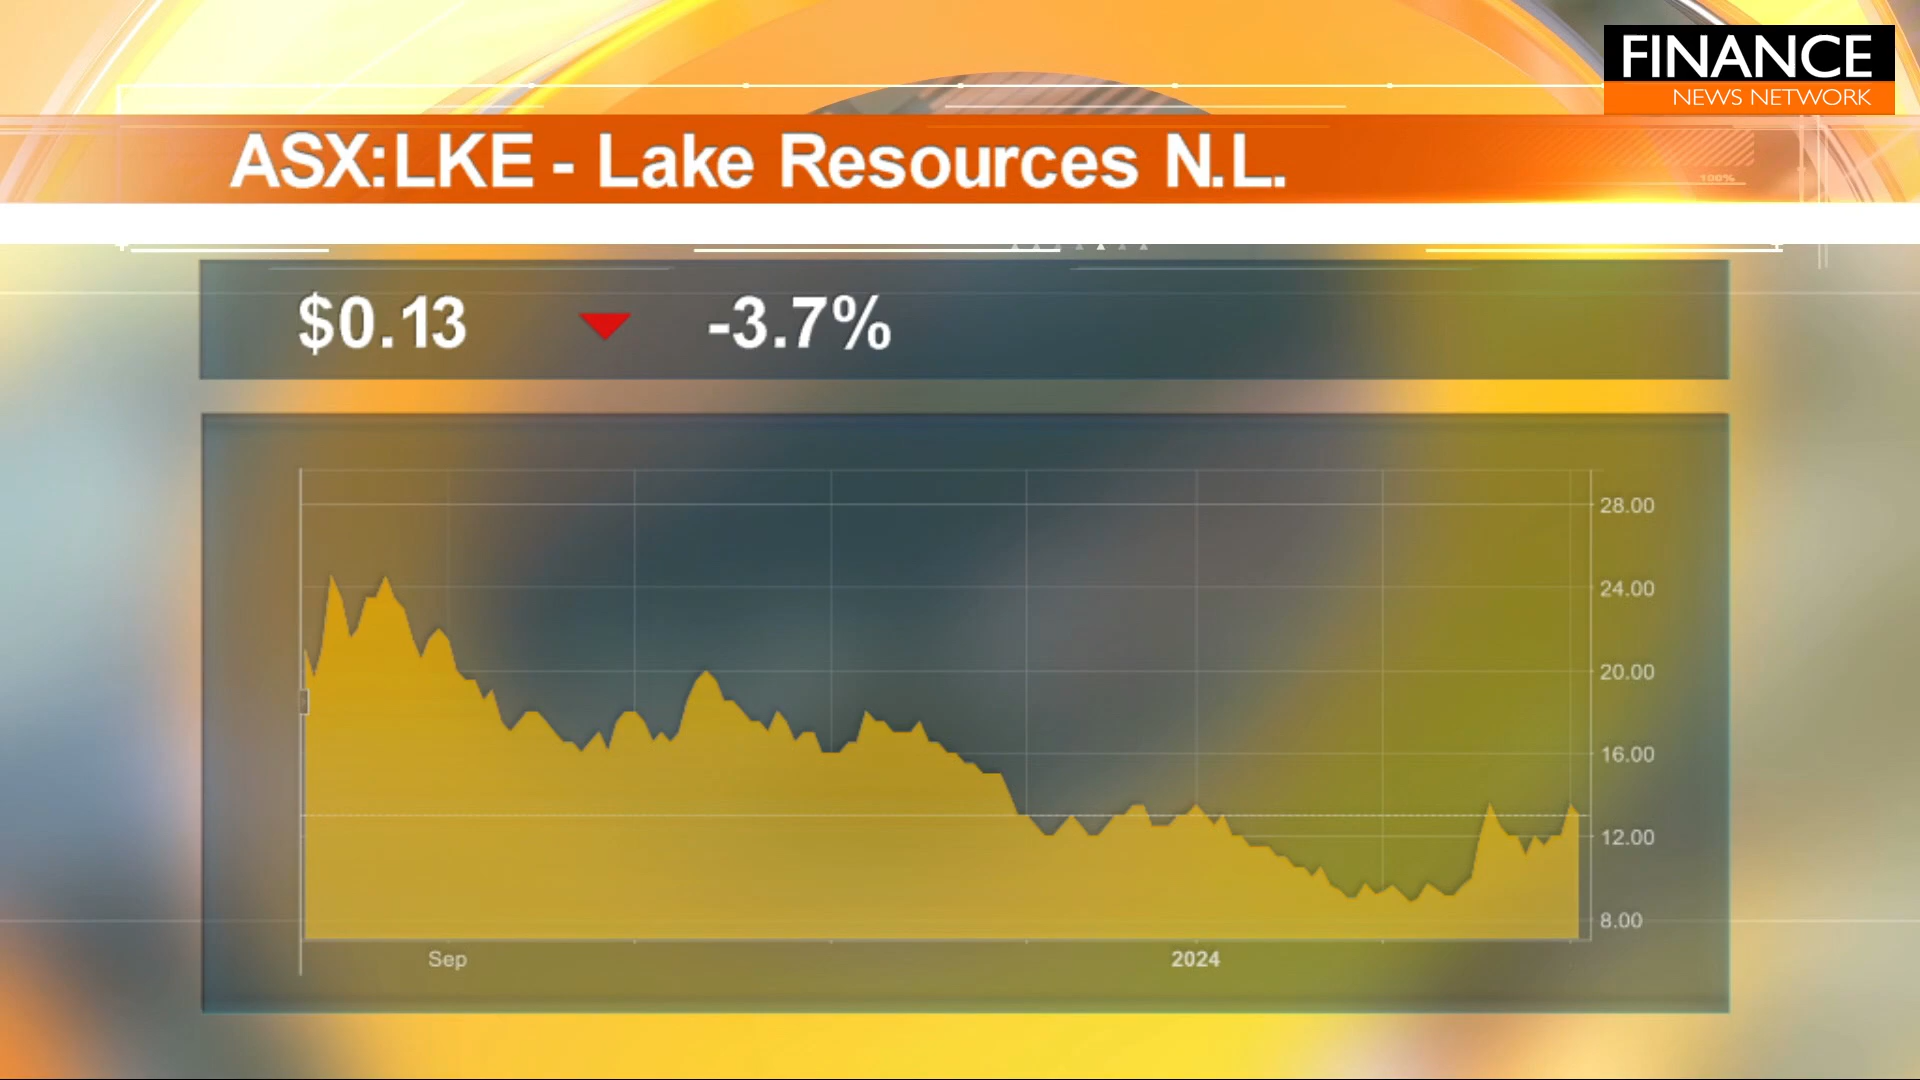 FINANCE
NEWS NETWORK
ASX:LKE - Lake Resources N.L.
100%
$0.13 -3.7%
28.00
24.00
20.00
16.00
12.00
8.00
Sep 2024